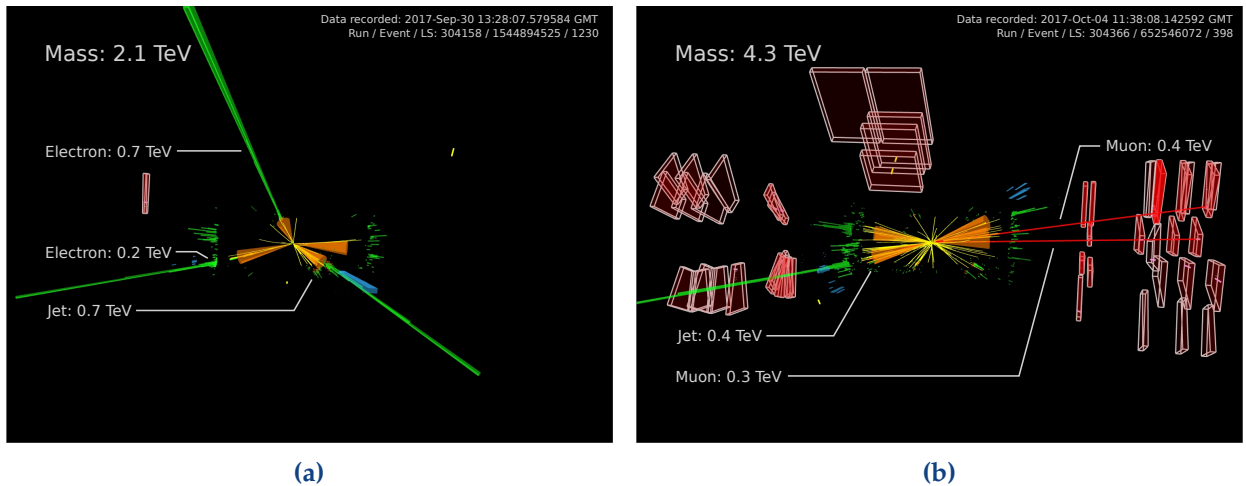 Data recorded: 2017-Sep-30 13:28:07.579584 GMT
Run / Event / LS: 304158 / 1544894525 / 1230
Mass: 2.1 TeV
Electron: 0.7 TeV
Electron: 0.2 TeV
Jet: 0.7 TeV
(a)
Data recorded: 2017-Oct-04 11:38:08.142592 GMT
Run / Event / LS: 304366 / 652546072 / 398
Mass: 4.3 TeV
Muon: 0.4 TeV
Jet: 0.4 TeV
Muon: 0.3 TeV
(b)